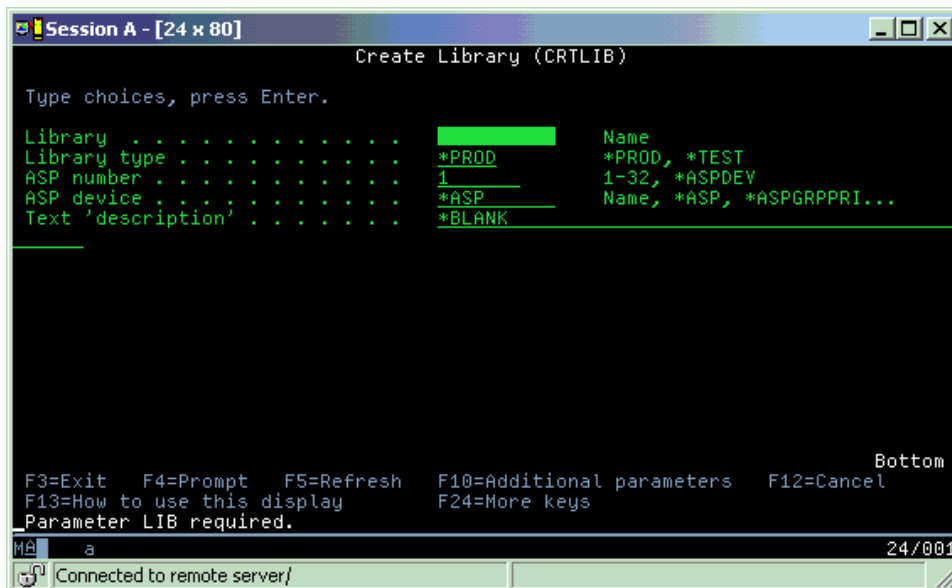 Session A - [24 x 80]
Create Library (CRTLIB)
Type choices, press Enter.
Library . . . . . . . . . . . . Name
Library type . . . . . . . . . . *PROD *PROD, *TEST
ASP number . . . . . . . . . . . 1 1-32, *ASPDEV
ASP device . . . . . . . . . . . *ASP Name, *ASP, *ASPGRPPRI...
Text 'description' . . . . . . . *BLANK
Bottom
F3=Exit F4=Prompt F5=Refresh F10=Additional parameters F12=Cancel
F13=How to use this display F24=More keys
Parameter LIB required.
MA a 24/001
Connected to remote server/